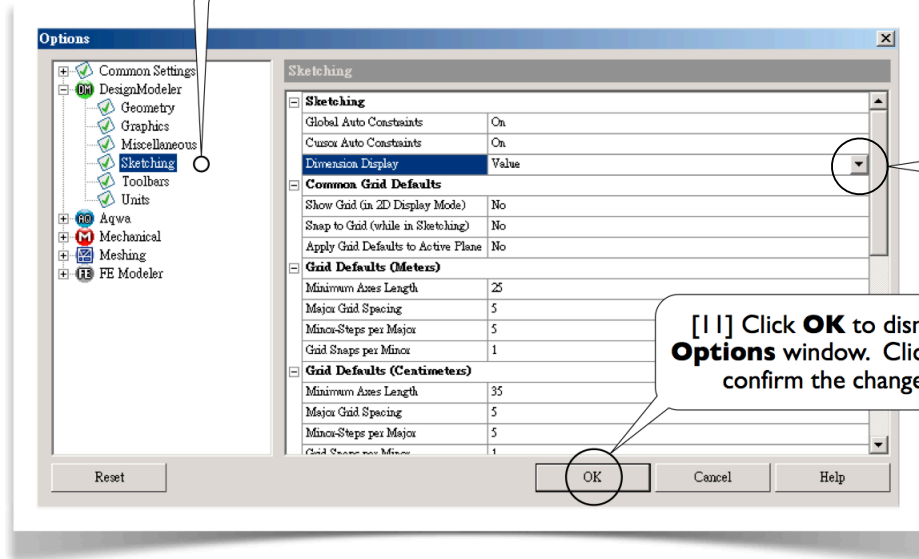 Options
Common Settings
DesignModeler
Geometry
Graphics
Miscellaneous
Sketching
Toolbars
Units
Aqwa
Mechanical
Meshing
FE Modeler
Sketching
Sketching
Global Auto Constraints On
Cursor Auto Constraints On
Dimension Display Value
Common Grid Defaults
Show Grid (in 2D Display Mode) No
Snap to Grid (while in Sketching) No
Apply Grid Defaults to Active Plane No
Grid Defaults (Meters)
Minimum Axes Length 25
Major Grid Spacing 5
Minor-Steps per Major 5
Grid Snaps per Minor 1
Grid Defaults (Centimeters)
Minimum Axes Length 35
Major Grid Spacing 5
Minor-Steps per Major 5
Grid Snaps per Minor 1
[11] Click OK to
Options window.
confirm the change
Reset OK Cancel Help